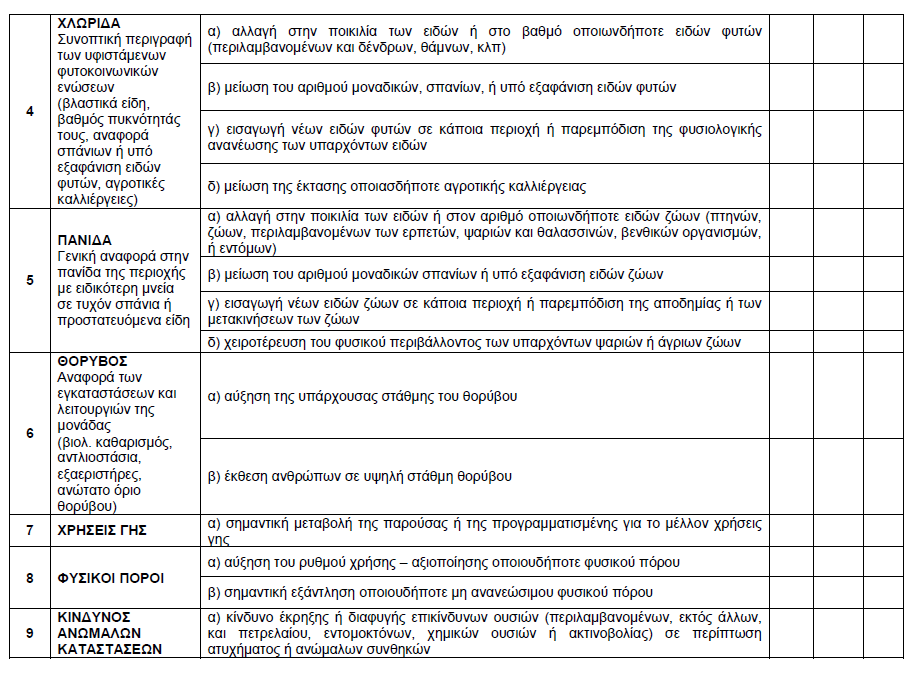 4
ΧΛΩΡΙΔΑ
Συνοπτική περιγραφή
των υφιστάμενων
φυτοκοινωνικών
ενώσεων
(βλαστικά είδη,
βαθμός πυκνότητάς
τους, αναφορά
σπάνιων ή υπό
εξαφάνιση ειδών
φυτών, αγροτικές
καλλιέργειες)
α) αλλαγή στην ποικιλία των ειδών ή στο βαθμό οποιωνδήποτε ειδών φυτών
(περιλαμβανομένων και δένδρων, θάμνων, κλπ)
β) μείωση του αριθμού μοναδικών, σπανίων, ή υπό εξαφάνιση ειδών φυτών
γ) εισαγωγή νέων ειδών φυτών σε κάποια περιοχή ή παρεμπόδιση της φυσιολογικής
ανανέωσης των υπαρχόντων ειδών
δ) μείωση της έκτασης οποιασδήποτε αγροτικής καλλιέργειας
5
ΠΑΝΙΔΑ
Γενική αναφορά στην
πανίδα της περιοχής
με ειδικότερη μνεία
σε τυχόν σπάνια ή
προστατευόμενα είδη
α) αλλαγή στην ποικιλία των ειδών ή στον αριθμό οποιωνδήποτε ειδών ζώων (πτηνών,
ζώων, περιλαμβανομένων των ερπετών, ψαριών και θαλασσινών, βενθικών οργανισμών,
ή εντόμων)
β) μείωση του αριθμού μοναδικών σπανίων ή υπό εξαφάνιση ειδών ζώων
γ) εισαγωγή νέων ειδών ζώων σε κάποια περιοχή ή παρεμπόδιση της αποδημίας ή των
μετακινήσεων των ζώων
δ) χειροτέρευση του φυσικού περιβάλλοντος των υπαρχόντων ψαριών ή άγριων ζώων
6
ΘΟΡΥΒΟΣ
Αναφορά των
εγκαταστάσεων και
λειτουργιών της
μονάδας
(βιολ. καθαρισμός,
αντλιοστάσια,
εξαεριστήρες,
ανώτατο όριο
θορύβου)
α) αύξηση της υπάρχουσας στάθμης του θορύβου
β) έκθεση ανθρώπων σε υψηλή στάθμη θορύβου
7
ΧΡΗΣΕΙΣ ΓΗΣ
α) σημαντική μεταβολή της παρούσας ή της προγραμματισμένης για το μέλλον χρήσεις
γης
8
ΦΥΣΙΚΟΙ ΠΟΡΟΙ
α) αύξηση του ρυθμού χρήσης – αξιοποίησης οποιουδήποτε φυσικού πόρου
β) σημαντική εξάντληση οποιουδήποτε μη ανανεώσιμου φυσικού πόρου
9
ΚΙΝΔΥΝΟΣ
ΑΝΩΜΑΛΩΝ
ΚΑΤΑΣΤΑΣΕΩΝ
α) κίνδυνο έκρηξης ή διαφυγής επικίνδυνων ουσιών (περιλαμβανομένων, εκτός άλλων,
και πετρελαίου, εντομοκτόνων, χημικών ουσιών ή ακτινοβολίας) σε περίπτωση
ατυχήματος ή ανώμαλων συνθηκών